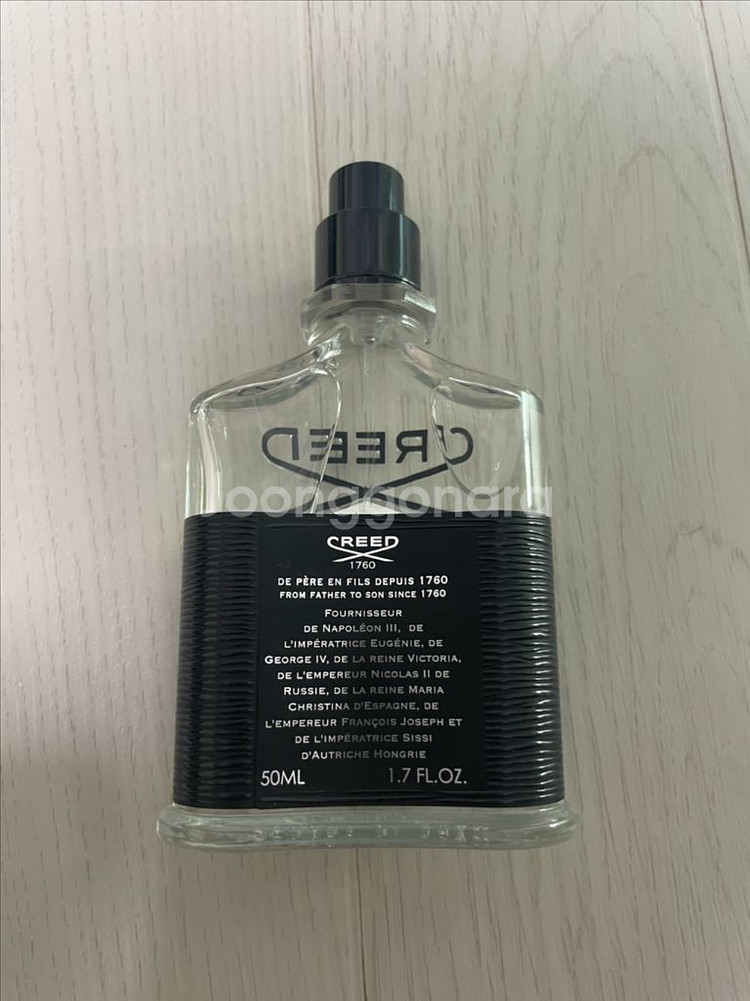 CREED
joonggonara
CREED
1760
DE PÈRE EN FILS DEPUIS 1760
FROM FATHER TO SON SINCE 1760
FOURNISSEUR
DE NAPOLÉON III, DE
L'IMPÉRATRICE EUGÉNIE, DE
GEORGE IV, DE LA REINE VICTORIA,
DE L'EMPEREUR NICOLAS II DE
RUSSIE, DE LA REINE MARIA
CHRISTINA D'ESPAGNE, DE
L'EMPEREUR FRANÇOIS JOSEPH ET
DE L'IMPÉRATRICE SISSI
D'AUTRICHE HONGRIE
50ML 1.7 FL.OZ.